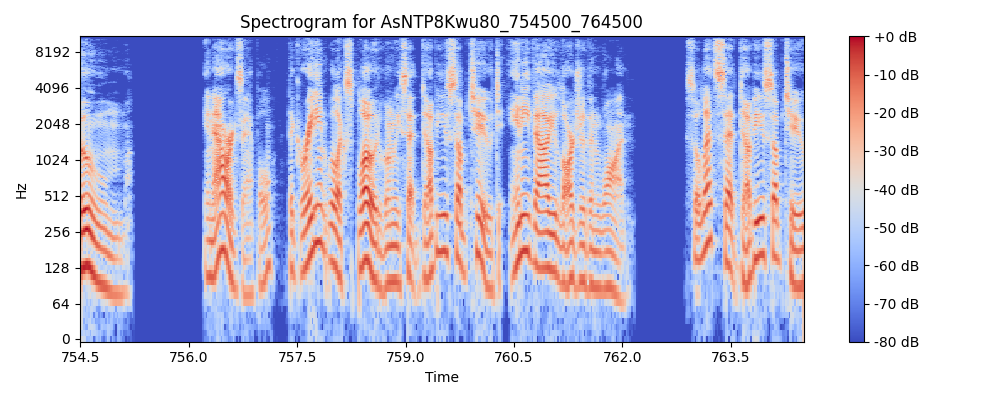 Spectrogram for AsNTP8Kwu80_754500_764500
8192
4096
2048
1024
512
256
128
64
0
Hz
754.5 756.0 757.5 759.0 760.5 762.0 763.5
Time
+0 dB
-10 dB
-20 dB
-30 dB
-40 dB
-50 dB
-60 dB
-70 dB
-80 dB